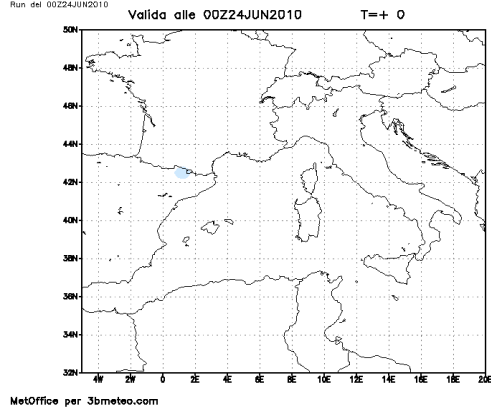 Run del 00Z24JUN2010
Valida alle 00Z24JUN2010 T=+ 0
50N
48N
46N
44N
42N
40N
38N
36N
34N
32N
4W 2W 0 2E 4E 6E 8E 10E 12E 14E 16E 18E 20E
MetOffice per 3bmeteo.com